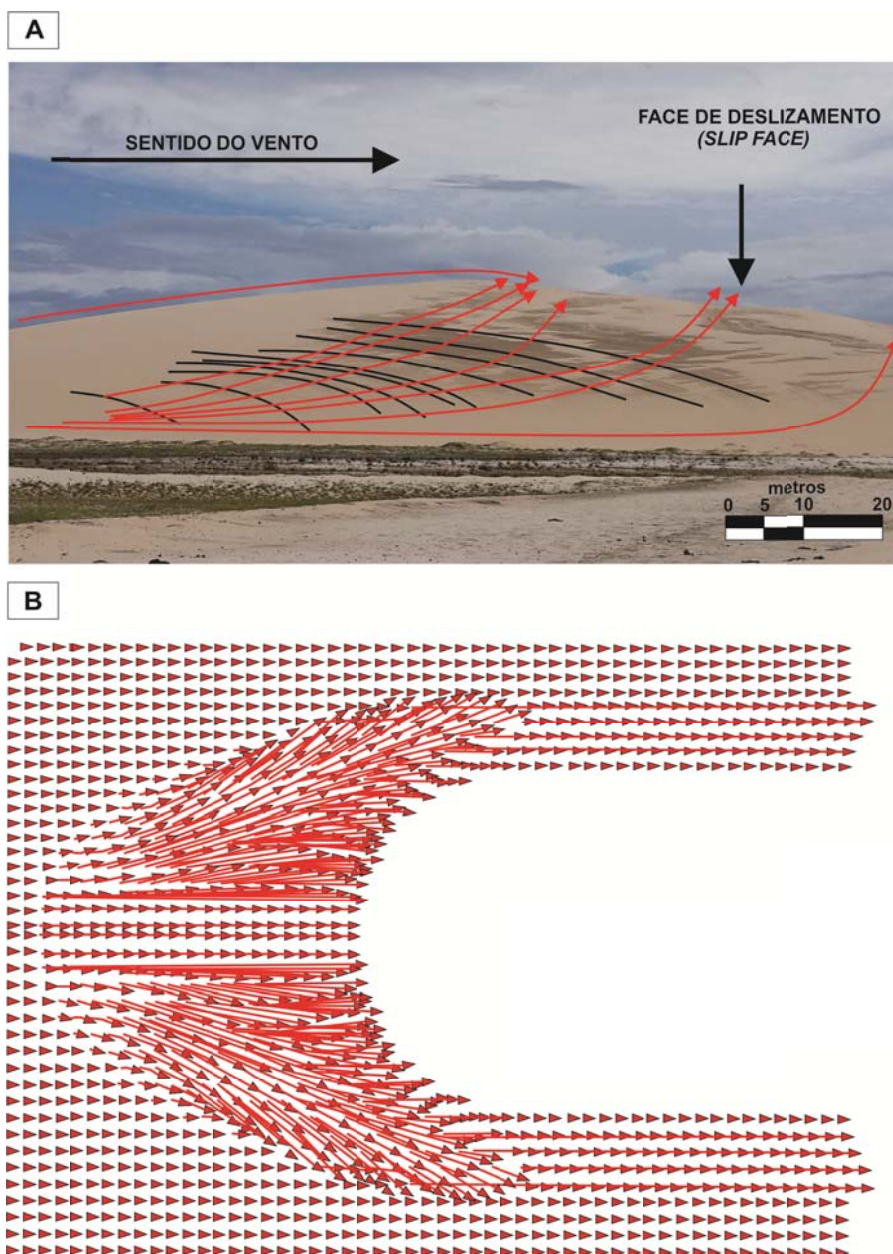 A
SENTIDO DO VENTO
FACE DE DESLIZAMENTO
(SLIP FACE)
metros
0 5 10 20
B